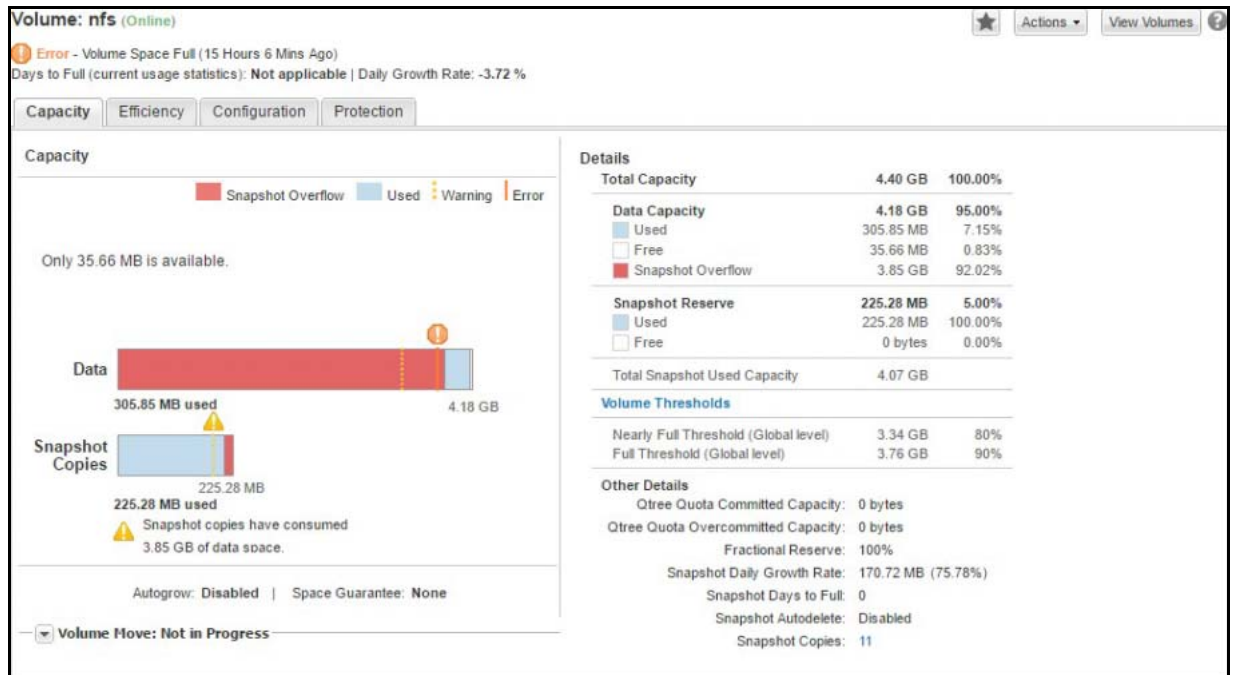 Volume: nfs (Online)
Actions
View Volumes
?
Error - Volume Space Full (15 Hours 6 Mins Ago)
Days to Full (current usage statistics): Not applicable | Daily Growth Rate: -3.72 %
Capacity Efficiency Configuration Protection
Capacity
Snapshot Overflow Used Warning Error
Only 35.66 MB is available.
Data
305.85 MB used
4.18 GB
Snapshot
Copies
225.28 MB
225.28 MB used
Snapshot copies have consumed
3.85 GB of data space.
Autogrow: Disabled | Space Guarantee: None
Volume Move: Not in Progress
Details
Total Capacity 4.40 GB 100.00%
Data Capacity 4.18 GB 95.00%
Used 305.85 MB 7.15%
Free 35.66 MB 0.83%
Snapshot Overflow 3.85 GB 92.02%
Snapshot Reserve 225.28 MB 5.00%
Used 225.28 MB 100.00%
Free 0 bytes 0.00%
Total Snapshot Used Capacity 4.07 GB
Volume Thresholds
Nearly Full Threshold (Global level) 3.34 GB 80%
Full Threshold (Global level) 3.76 GB 90%
Other Details
Qtree Quota Committed Capacity: 0 bytes
Qtree Quota Overcommitted Capacity: 0 bytes
Fractional Reserve: 100%
Snapshot Daily Growth Rate: 170.72 MB (75.78%)
Snapshot Days to Full: 0
Snapshot Autodelete: Disabled
Snapshot Copies: 11